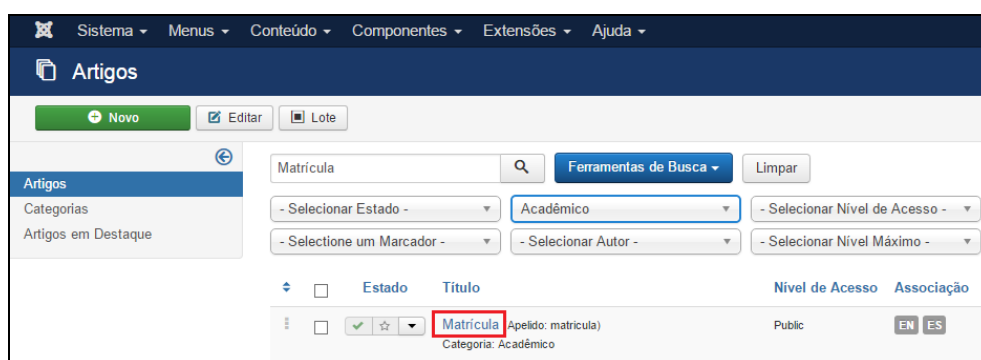 Sistema Menus Conteúdo Componentes Extensões Ajuda
Artigos
Novo Editar Lote
Matrícula Ferramentas de Busca Limpar
Artigos
Categorias - Selecionar Estado - Acadêmico - Selecionar Nível de Acesso -
Artigos em Destaque - Selectione um Marcador - - Selecionar Autor - - Selecionar Nível Máximo -
Estado Título Nível de Acesso Associação
Matrícula (Apelido: matricula) Public EN ES
Categoria: Acadêmico